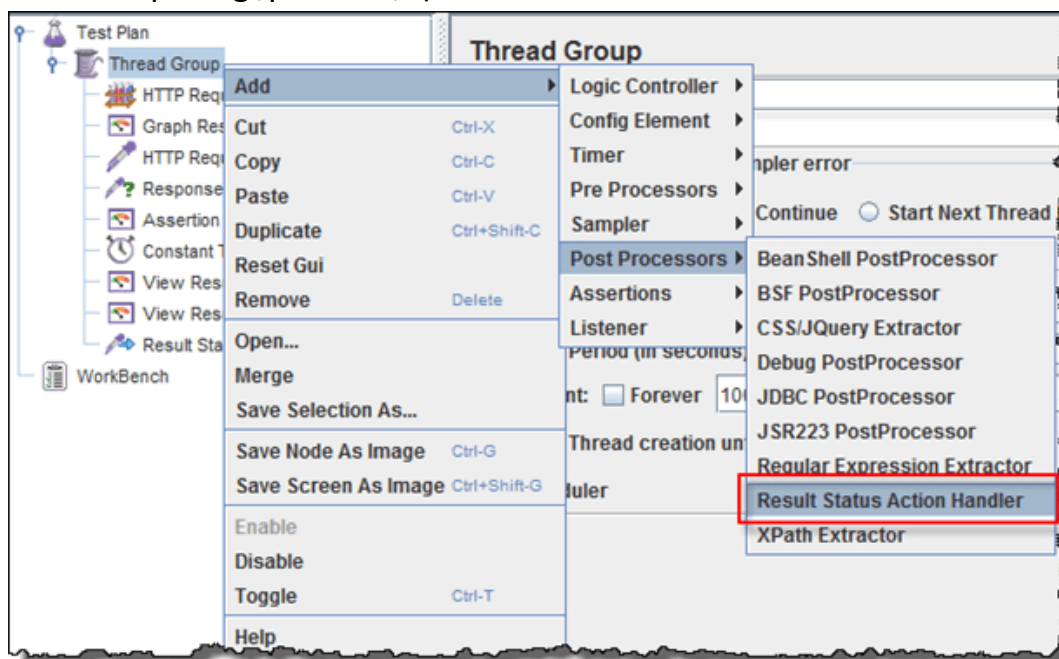 Test Plan
Thread Group
HTTP Requ
Graph Res
HTTP Requ
Response
Assertion
Constant T
View Res
View Res
Result Sta
WorkBench
Thread Group
Add
Cut Ctrl-X
Copy Ctrl-C
Paste Ctrl-V
Duplicate Ctrl+Shift-C
Reset Gui
Remove Delete
Open...
Merge
Save Selection As...
Save Node As Image Ctrl-G
Save Screen As Image Ctrl+Shift-G
Enable
Disable
Toggle Ctrl-T
Help
Logic Controller
Config Element
Timer
Pre Processors
Sampler
Post Processors
Assertions
Listener
mpler error
Continue Start Next Thread
BeanShell PostProcessor
BSF PostProcessor
CSS/JQuery Extractor
Debug PostProcessor
JDBC PostProcessor
JSR223 PostProcessor
Regular Expression Extractor
Result Status Action Handler
XPath Extractor
Period (in seconds)
nt: Forever 100
Thread creation unt
duler